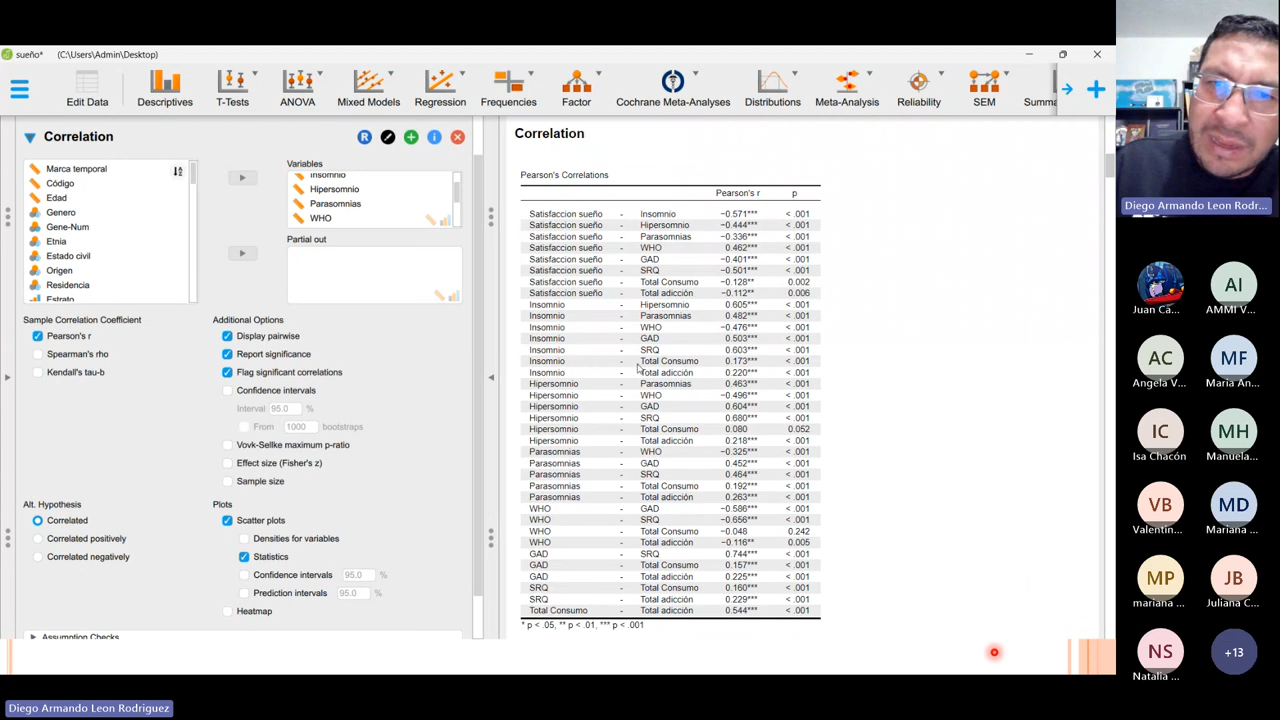 sueño* (C:\Users\Admin\Desktop)
Edit Data
Descriptives
T-Tests
ANOVA
Mixed Models
Regression
Frequencies
Factor
Cochrane Meta-Analyses
Distributions
Meta-Analysis
Reliability
SEM
Correlation
R
i
Marca temporal
Código
Edad
Genero
Gene-Num
Etnia
Estado civil
Origen
Residencia
Estrato
Variables
Insomnio
Hipersomnio
Parasomnias
WHO
Partial out
Sample Correlation Coefficient
Pearson's r
Spearman's rho
Kendall's tau-b
Additional Options
Display pairwise
Report significance
Flag significant correlations
Confidence intervals
Interval 95.0 %
From 1000 bootstraps
Vovk-Sellke maximum p-ratio
Effect size (Fisher's z)
Sample size
Alt. Hypothesis
Correlated
Correlated positively
Correlated negatively
Plots
Scatter plots
Densities for variables
Statistics
Confidence intervals 95.0 %
Prediction intervals 95.0 %
Heatmap
Assumption Checks
Correlation
Pearson's Correlations
Pearson's r p
Satisfaccion sueño - Insomnio −0.571*** < .001
Satisfaccion sueño - Hipersomnio −0.444*** < .001
Satisfaccion sueño - Parasomnias −0.336*** < .001
Satisfaccion sueño - WHO 0.462*** < .001
Satisfaccion sueño - GAD −0.401*** < .001
Satisfaccion sueño - SRQ −0.501*** < .001
Satisfaccion sueño - Total Consumo −0.128** 0.002
Satisfaccion sueño - Total adicción −0.112** 0.006
Insomnio - Hipersomnio 0.605*** < .001
Insomnio - Parasomnias 0.482*** < .001
Insomnio - WHO −0.476*** < .001
Insomnio - GAD 0.503*** < .001
Insomnio - SRQ 0.603*** < .001
Insomnio - Total Consumo 0.173*** < .001
Insomnio - Total adicción 0.220*** < .001
Hipersomnio - Parasomnias 0.463*** < .001
Hipersomnio - WHO −0.496*** < .001
Hipersomnio - GAD 0.604*** < .001
Hipersomnio - SRQ 0.680*** < .001
Hipersomnio - Total Consumo 0.080 0.052
Hipersomnio - Total adicción 0.218*** < .001
Parasomnias - WHO −0.325*** < .001
Parasomnias - GAD 0.452*** < .001
Parasomnias - SRQ 0.464*** < .001
Parasomnias - Total Consumo 0.192*** < .001
Parasomnias - Total adicción 0.263*** < .001
WHO - GAD −0.586*** < .001
WHO - SRQ −0.656*** < .001
WHO - Total Consumo −0.048 0.242
WHO - Total adicción −0.116** 0.005
GAD - SRQ 0.744*** < .001
GAD - Total Consumo 0.157*** < .001
GAD - Total adicción 0.225*** < .001
SRQ - Total Consumo 0.160*** < .001
SRQ - Total adicción 0.229*** < .001
Total Consumo - Total adicción 0.544*** < .001
* p < .05, ** p < .01, *** p < .001
Diego Armando Leon Rodr...
Juan Ca...
AI
AMMI V...
AC
Angela V...
MF
Maria An...
IC
Isa Chacón
MH
Manuela...
VB
Valentin...
MD
Mariana ...
MP
mariana ...
JB
Juliana C...
NS
Natalia ...
+13
Diego Armando Leon Rodriguez